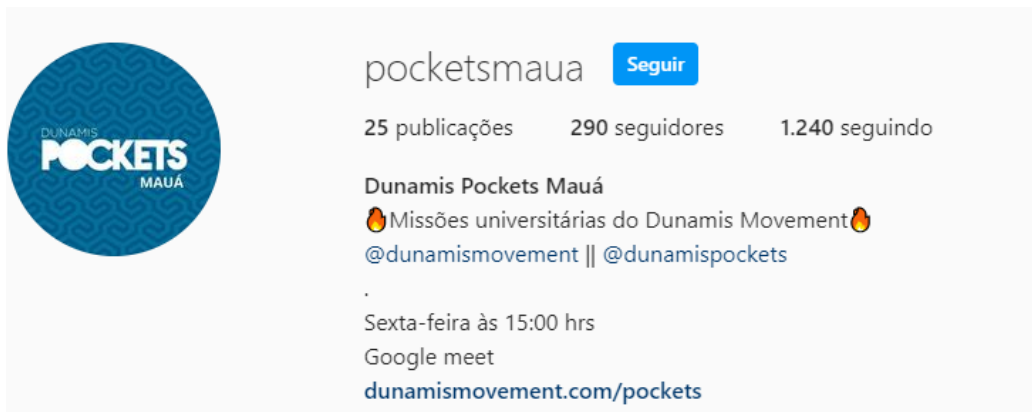 DUNAMIS
POCKETS
MAUÁ
pocketsmaua Seguir
25 publicações 290 seguidores 1.240 seguindo
Dunamis Pockets Mauá
🔥Missões universitárias do Dunamis Movement🔥
@dunamismovement || @dunamispockets
.
Sexta-feira às 15:00 hrs
Google meet
dunamismovement.com/pockets